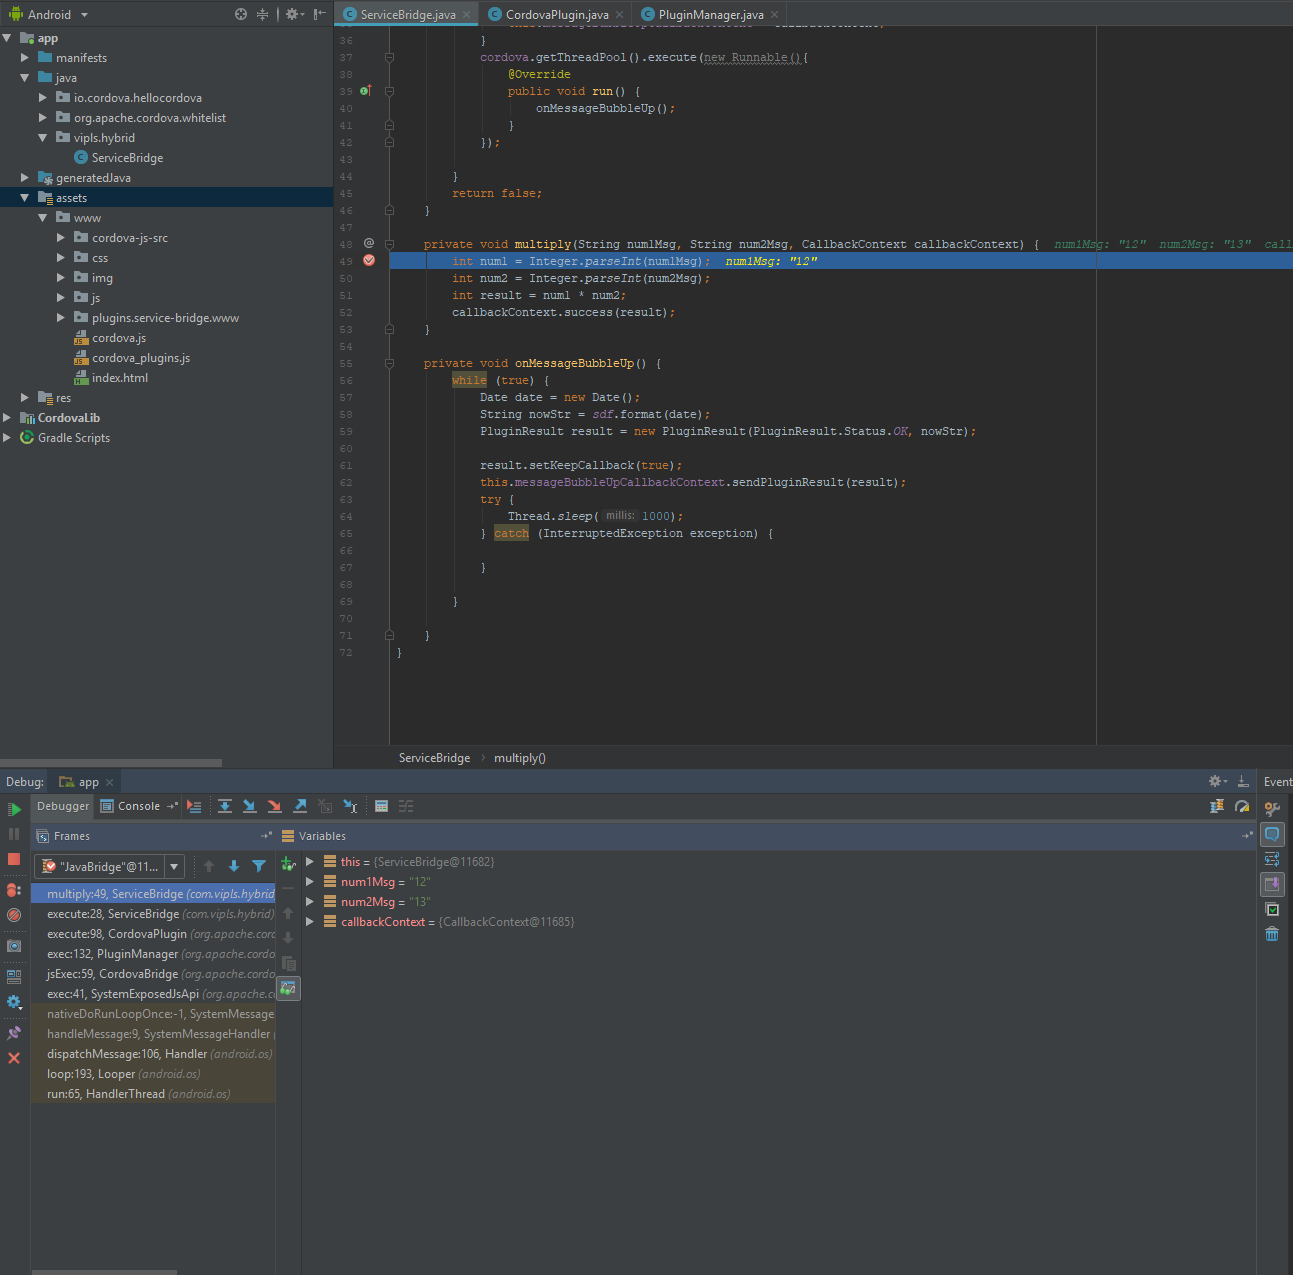 Android
ServiceBridge.java
CordovaPlugin.java
PluginManager.java
app
manifests
java
io.cordova.hellocordova
org.apache.cordova.whitelist
vipls.hybrid
ServiceBridge
generatedJava
assets
www
cordova-js-src
css
img
js
plugins.service-bridge.www
cordova.js
cordova_plugins.js
index.html
res
CordovaLib
Gradle Scripts
36 }
37 cordova.getThreadPool().execute(new Runnable(){
38 @Override
39 public void run() {
40 onMessageBubbleUp();
41 }
42 });
43
44 }
45 return false;
46 }
47
48 @ private void multiply(String num1Msg, String num2Msg, CallbackContext callbackContext) { num1Msg: "12" num2Msg: "13" call
49 int num1 = Integer.parseInt(num1Msg); num1Msg: "12"
50 int num2 = Integer.parseInt(num2Msg);
51 int result = num1 * num2;
52 callbackContext.success(result);
53 }
54
55 private void onMessageBubbleUp() {
56 while (true) {
57 Date date = new Date();
58 String nowStr = sdf.format(date);
59 PluginResult result = new PluginResult(PluginResult.Status.OK, nowStr);
60
61 result.setKeepCallback(true);
62 this.messageBubbleUpCallbackContext.sendPluginResult(result);
63 try {
64 Thread.sleep( millis: 1000);
65 } catch (InterruptedException exception) {
66
67 }
68
69 }
70
71 }
72 }
ServiceBridge › multiply()
Debug: app
Event
Debugger Console
Frames
Variables
"JavaBridge"@11...
multiply:49, ServiceBridge (com.vipls.hybrid
execute:28, ServiceBridge (com.vipls.hybrid)
execute:98, CordovaPlugin (org.apache.cord
exec:132, PluginManager (org.apache.cordo
jsExec:59, CordovaBridge (org.apache.cordo
exec:41, SystemExposedJsApi (org.apache.co
nativeDoRunLoopOnce:-1, SystemMessage
handleMessage:9, SystemMessageHandler
dispatchMessage:106, Handler (android.os)
loop:193, Looper (android.os)
run:65, HandlerThread (android.os)
this = {ServiceBridge@11682}
num1Msg = "12"
num2Msg = "13"
callbackContext = {CallbackContext@11685}